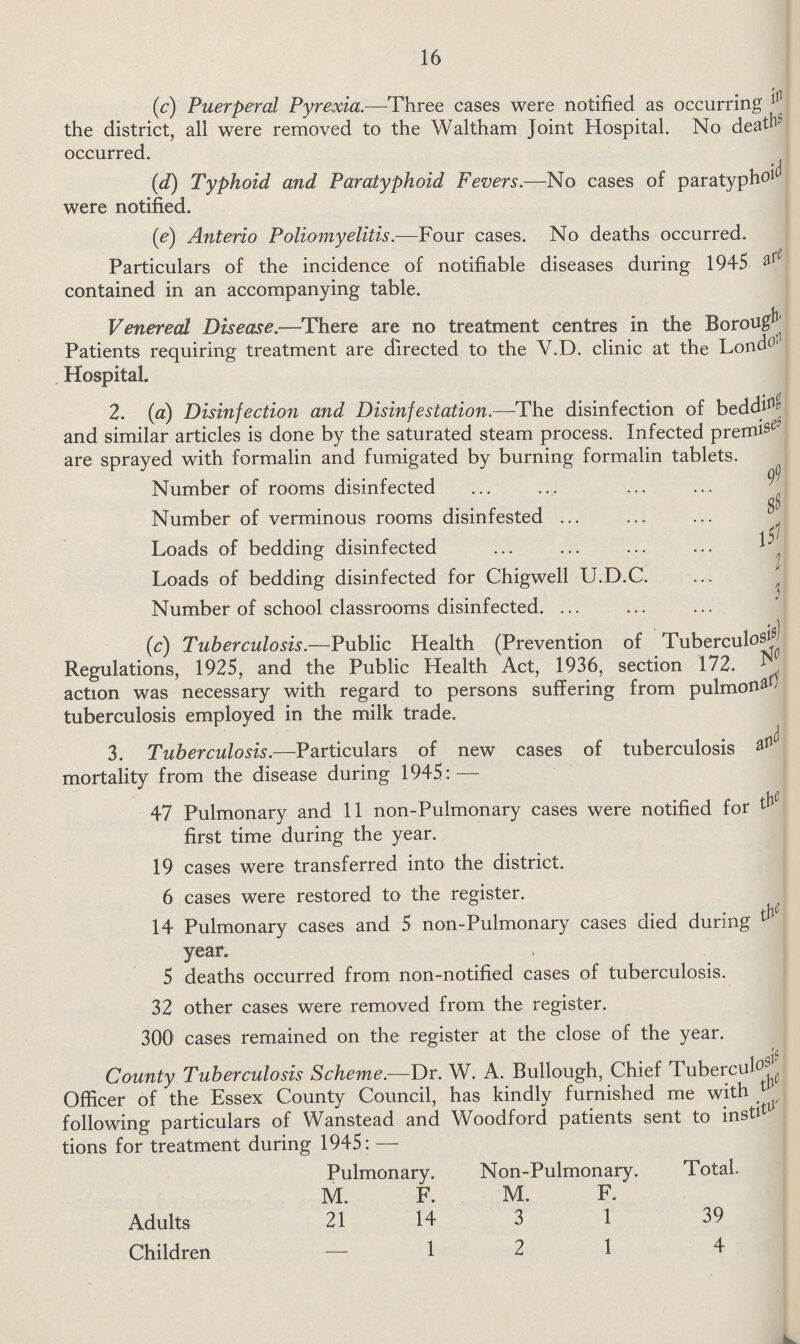 16
(c) Puerperal Pyrexia.—Three cases were notified as occurring in
the district, all were removed to the Waltham Joint Hospital. No deaths
occurred.
(d) Typhoid and Paratyphoid Fevers.—No cases of paratyphoid
were notified.
(e) Anterio Poliomyelitis.—Four cases. No deaths occurred.
Particulars of the incidence of notifiable diseases during 1945 are
contained in an accompanying table.
Venereal Disease.—There are no treatment centres in the Borough.
Patients requiring treatment are directed to the V.D. clinic at the London
Hospital.
2. (a) Disinfection and Disinfestation.—The disinfection of bedding
and similar articles is done by the saturated steam process. Infected premises
are sprayed with formalin and fumigated by burning formalin tablets.
Number of rooms disinfected ... ... ... ... 99
Number of verminous rooms disinfested ... ... ... 88
Loads of bedding disinfected ... ... ... ... 157
Loads of bedding disinfected for Chigwell U.D.C. ... 2
Number of school classrooms disinfected. ... ... ... 3
(c) Tuberculosis.—Public Health (Prevention of Tuberculosis)
Regulations, 1925, and the Public Health Act, 1936, section 172. No
action was necessary with regard to persons suffering from pulmonary
tuberculosis employed in the milk trade.
3. Tuberculosis.—Particulars of new cases of tuberculosis and
mortality from the disease during 1945: —
47 Pulmonary and 11 non-Pulmonary cases were notified for the
first time during the year.
19 cases were transferred into the district.
6 cases were restored to the register.
14 Pulmonary cases and 5 non-Pulmonary cases died during the
year.
5 deaths occurred from non-notified cases of tuberculosis.
32 other cases were removed from the register.
300 cases remained on the register at the close of the year.
County Tuberculosis Scheme.—Dr. W. A. Bullough, Chief Tuberculosis
Officer of the Essex County Council, has kindly furnished me with the
following particulars of Wanstead and Woodford patients sent to institu-
tions for treatment during 1945: —
Pulmonary. Non-Pulmonary. Total.
M. F. M. F.
Adults 21 14 3 1 39
Children — 1 2 1 4